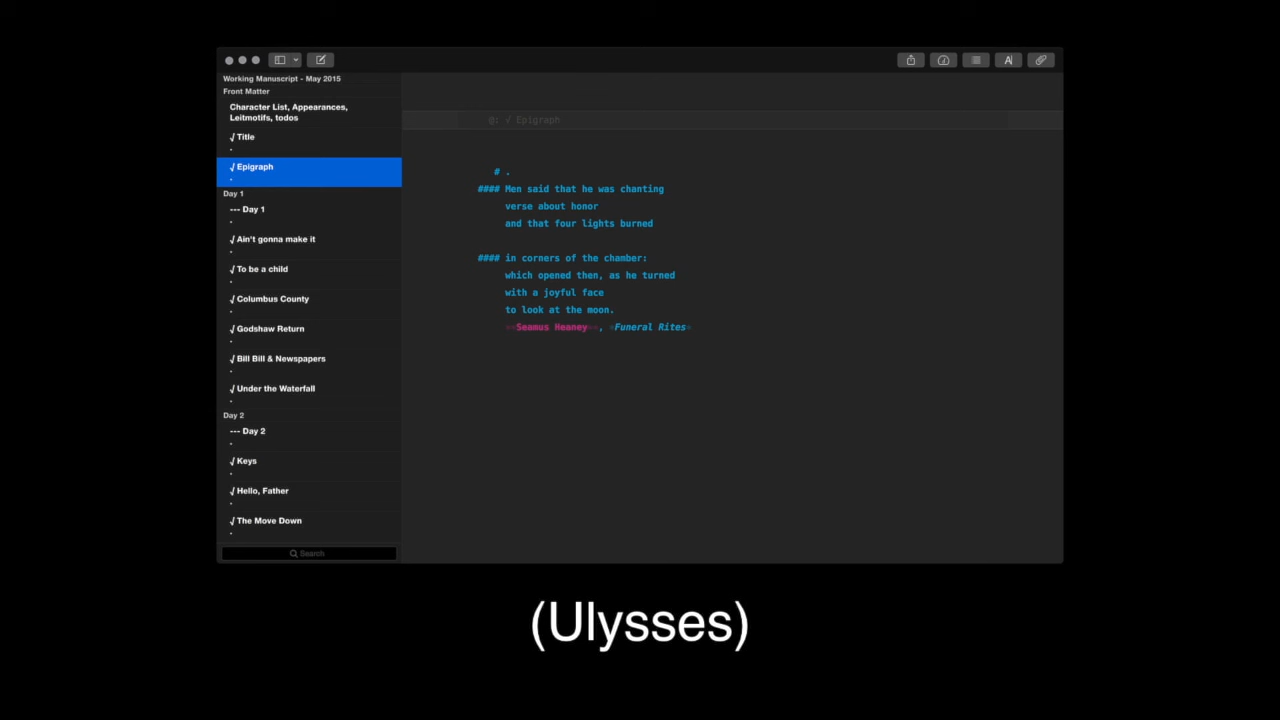 Working Manuscript - May 2015
Front Matter
Character List, Appearances,
Leitmotifs, todos
√ Title
.
√ Epigraph
.
Day 1
--- Day 1
.
√ Ain't gonna make it
.
√ To be a child
.
√ Columbus County
.
√ Godshaw Return
.
√ Bill Bill & Newspapers
.
√ Under the Waterfall
.
Day 2
--- Day 2
.
√ Keys
.
√ Hello, Father
.
√ The Move Down
.
Search
@: √ Epigraph
# .
#### Men said that he was chanting
verse about honor
and that four lights burned
#### in corners of the chamber:
which opened then, as he turned
with a joyful face
to look at the moon.
**Seamus Heaney**, *Funeral Rites*
(Ulysses)